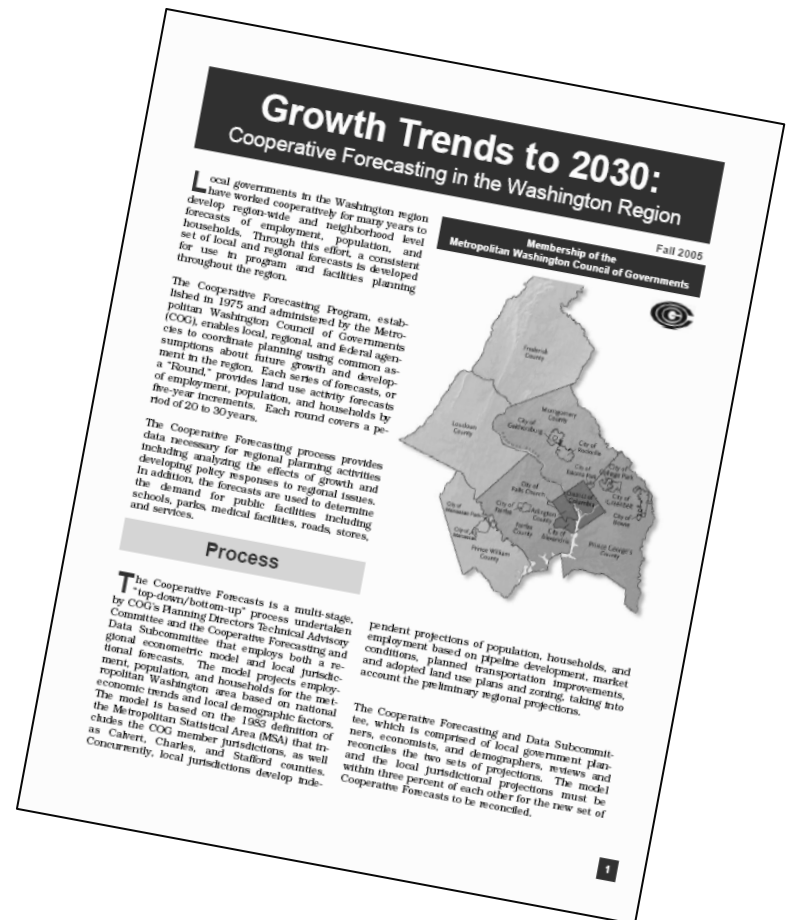 Growth Trends to 2030:
Cooperative Forecasting in the Washington Region
Fall 2005
Local governments in the Washington region
have worked cooperatively for many years to
develop region-wide and neighborhood level
forecasts of employment, population, and
households. Through this effort, a consistent
set of local and regional forecasts is developed
for use in program and facilities planning
throughout the region.
The Cooperative Forecasting Program, estab-
lished in 1975 and administered by the Metro-
politan Washington Council of Governments
(COG), enables local, regional, and federal agen-
cies to coordinate planning using common as-
sumptions about future growth and develop-
ment in the region. Each series of forecasts, or
a "Round," provides land use activity forecasts
of employment, population, and households by
five-year increments. Each round covers a pe-
riod of 20 to 30 years.
The Cooperative Forecasting process provides
data necessary for regional planning activities
including analyzing the effects of growth and
developing policy responses to regional issues.
In addition, the forecasts are used to determine
the demand for public facilities including
schools, parks, medical facilities, roads, stores,
and services.
Membership of the
Metropolitan Washington Council of Governments
Frederick
County
Loudoun
County
Montgomery
County
City of
Gaithersburg
City of
Rockville
City of
Takoma Park
City of
College Park
City of
Greenbelt
City of
Bowie
District of
Columbia
City of
Falls Church
City of
Fairfax
Arlington
County
Fairfax
County
City of
Alexandria
City of
Manassas Park
City of
Manassas
Prince William
County
Prince George's
County
Process
The Cooperative Forecasts is a multi-stage,
"top-down/bottom-up" process undertaken
by COG's Planning Directors Technical Advisory
Committee and the Cooperative Forecasting and
Data Subcommittee that employs both a re-
gional econometric model and local jurisdic-
tional forecasts. The model projects employ-
ment, population, and households for the met-
ropolitan Washington area based on national
economic trends and local demographic factors.
The model is based on the 1983 definition of
the Metropolitan Statistical Area (MSA) that in-
cludes the COG member jurisdictions, as well
as Calvert, Charles, and Stafford counties.
Concurrently, local jurisdictions develop inde-
pendent projections of population, households, and
employment based on pipeline development, market
conditions, planned transportation improvements,
and adopted land use plans and zoning, taking into
account the preliminary regional projections.
The Cooperative Forecasting and Data Subcommit-
tee, which is comprised of local government plan-
ners, economists, and demographers, reviews and
reconciles the two sets of projections. The model
and the local jurisdictional projections must be
within three percent of each other for the new set of
Cooperative Forecasts to be reconciled.
1